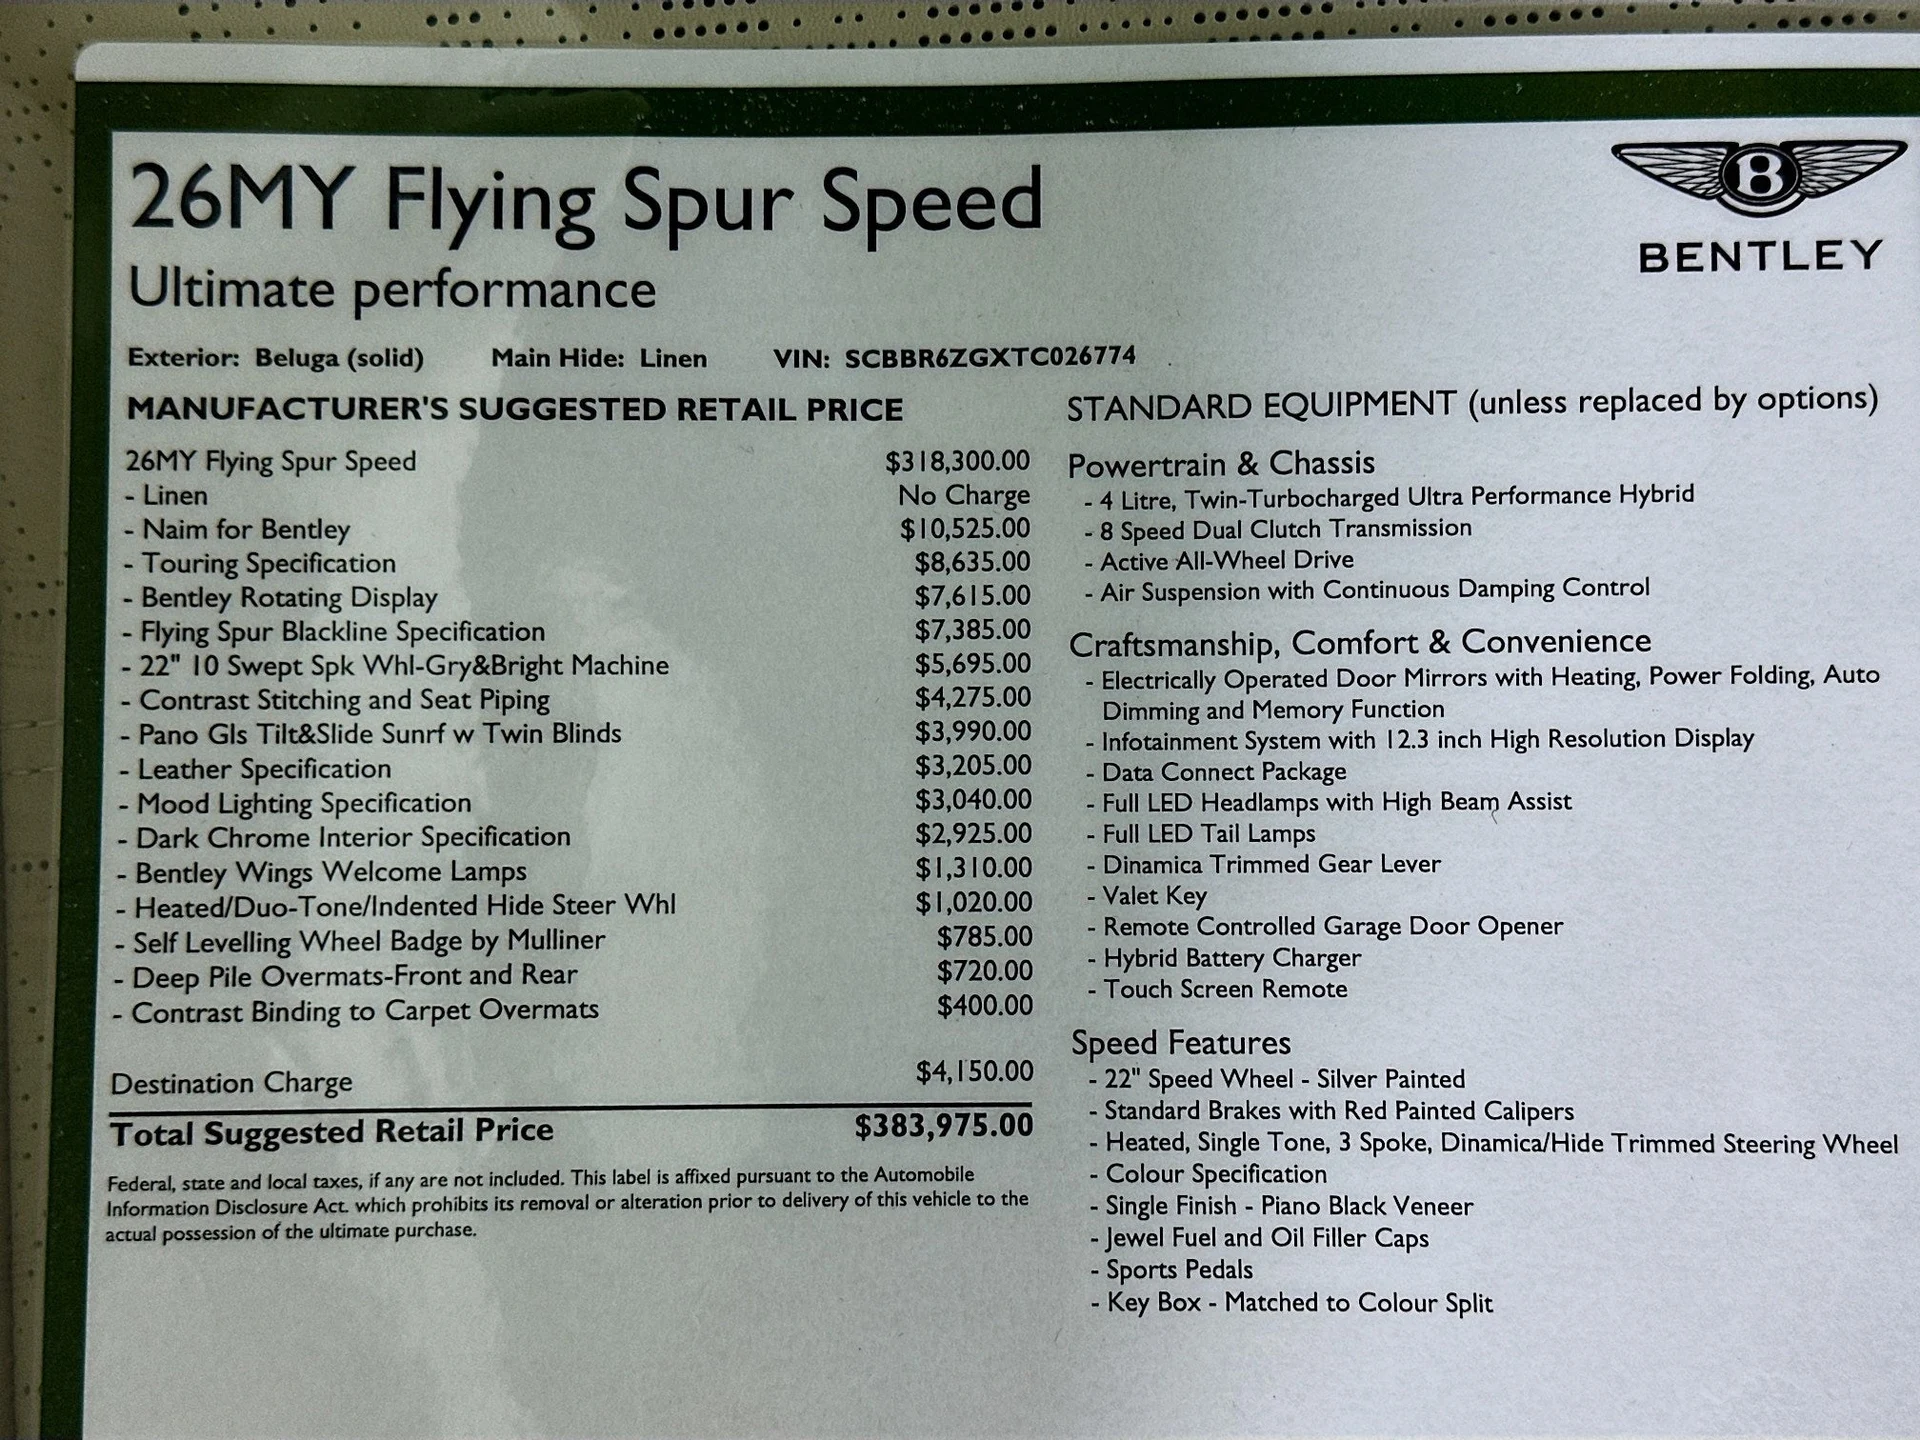 26MY Flying Spur Speed
Ultimate performance
B
BENTLEY
Exterior: Beluga (solid) Main Hide: Linen VIN: SCBBR6ZGXTC026774
MANUFACTURER'S SUGGESTED RETAIL PRICE
26MY Flying Spur Speed $318,300.00
- Linen No Charge
- Naim for Bentley $10,525.00
- Touring Specification $8,635.00
- Bentley Rotating Display $7,615.00
- Flying Spur Blackline Specification $7,385.00
- 22" 10 Swept Spk Whl-Gry&Bright Machine $5,695.00
- Contrast Stitching and Seat Piping $4,275.00
- Pano Gls Tilt&Slide Sunrf w Twin Blinds $3,990.00
- Leather Specification $3,205.00
- Mood Lighting Specification $3,040.00
- Dark Chrome Interior Specification $2,925.00
- Bentley Wings Welcome Lamps $1,310.00
- Heated/Duo-Tone/Indented Hide Steer Whl $1,020.00
- Self Levelling Wheel Badge by Mulliner $785.00
- Deep Pile Overmats-Front and Rear $720.00
- Contrast Binding to Carpet Overmats $400.00
Destination Charge $4,150.00
Total Suggested Retail Price $383,975.00
Federal, state and local taxes, if any are not included. This label is affixed pursuant to the Automobile
Information Disclosure Act. which prohibits its removal or alteration prior to delivery of this vehicle to the
actual possession of the ultimate purchase.
STANDARD EQUIPMENT (unless replaced by options)
Powertrain & Chassis
- 4 Litre, Twin-Turbocharged Ultra Performance Hybrid
- 8 Speed Dual Clutch Transmission
- Active All-Wheel Drive
- Air Suspension with Continuous Damping Control
Craftsmanship, Comfort & Convenience
- Electrically Operated Door Mirrors with Heating, Power Folding, Auto
Dimming and Memory Function
- Infotainment System with 12.3 inch High Resolution Display
- Data Connect Package
- Full LED Headlamps with High Beam Assist
- Full LED Tail Lamps
- Dinamica Trimmed Gear Lever
- Valet Key
- Remote Controlled Garage Door Opener
- Hybrid Battery Charger
- Touch Screen Remote
Speed Features
- 22" Speed Wheel - Silver Painted
- Standard Brakes with Red Painted Calipers
- Heated, Single Tone, 3 Spoke, Dinamica/Hide Trimmed Steering Wheel
- Colour Specification
- Single Finish - Piano Black Veneer
- Jewel Fuel and Oil Filler Caps
- Sports Pedals
- Key Box - Matched to Colour Split